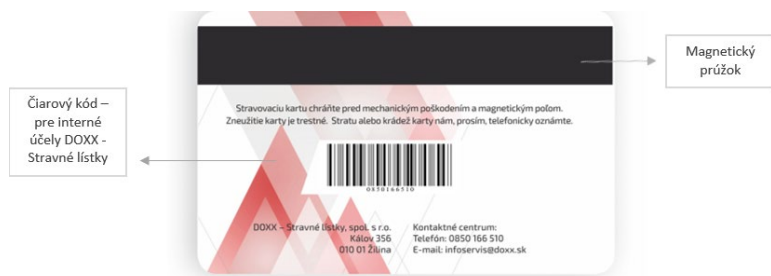 Magnetický
prúžok
Čiarový kód –
pre interné
účely DOXX -
Stravné lístky
Stravovaciu kartu chráňte pred mechanickým poškodením a magnetickým poľom.
Zneužitie karty je trestné. Stratu alebo krádež karty nám, prosím, telefonicky oznámte.
0870166510
DOXX – Stravné lístky, spol. s r.o.
Kálov 356
010 01 Žilina
Kontaktné centrum:
Telefón: 0850 166 510
E-mail: infoservis@doxx.sk